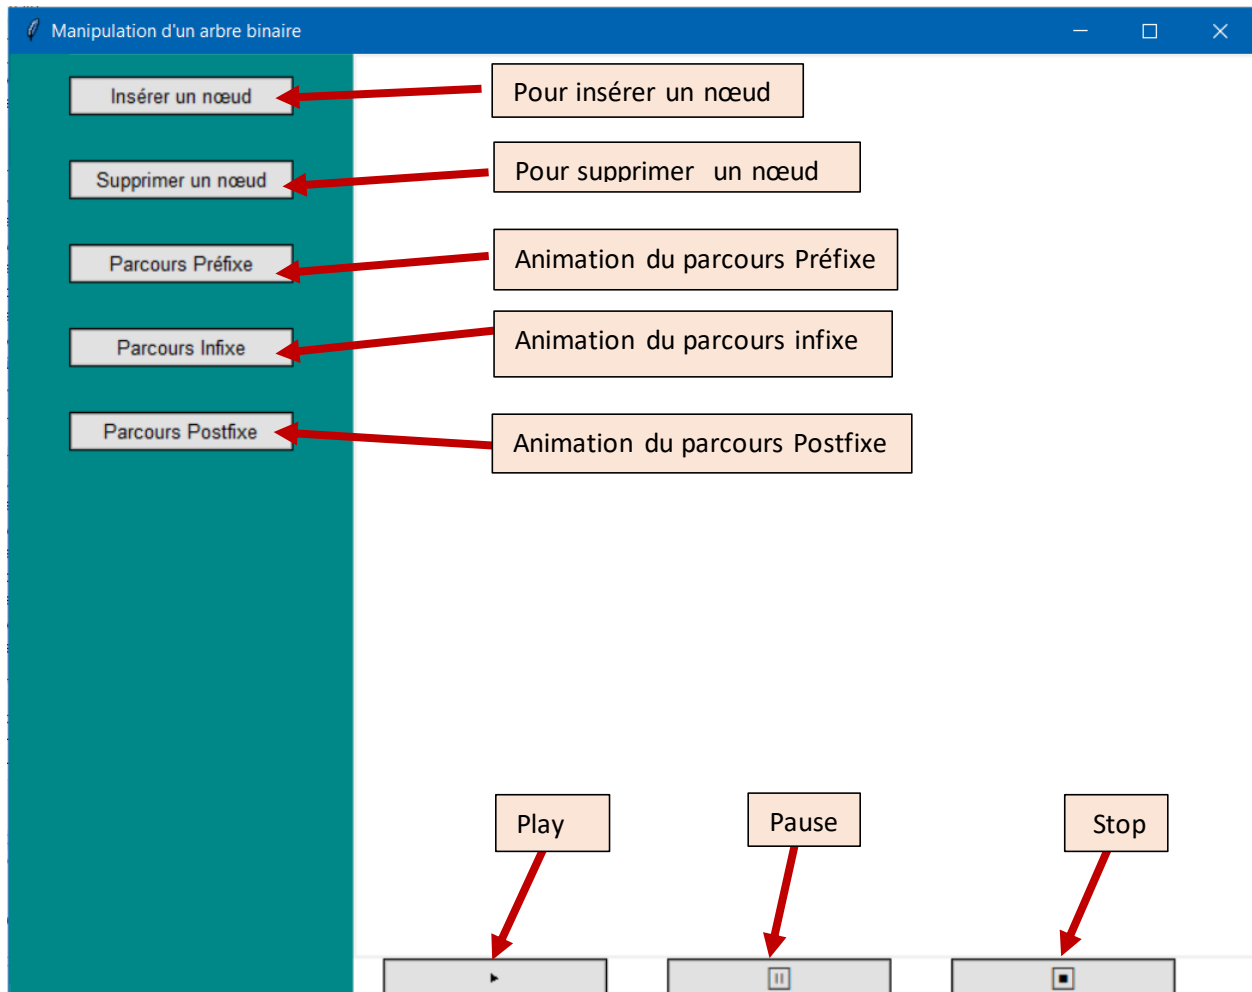 Manipulation d'un arbre binaire
Insérer un nœud
Pour insérer un nœud
Supprimer un nœud
Pour supprimer un nœud
Parcours Préfixe
Animation du parcours Préfixe
Parcours Infixe
Animation du parcours infixe
Parcours Postfixe
Animation du parcours Postfixe
Play
Pause
Stop